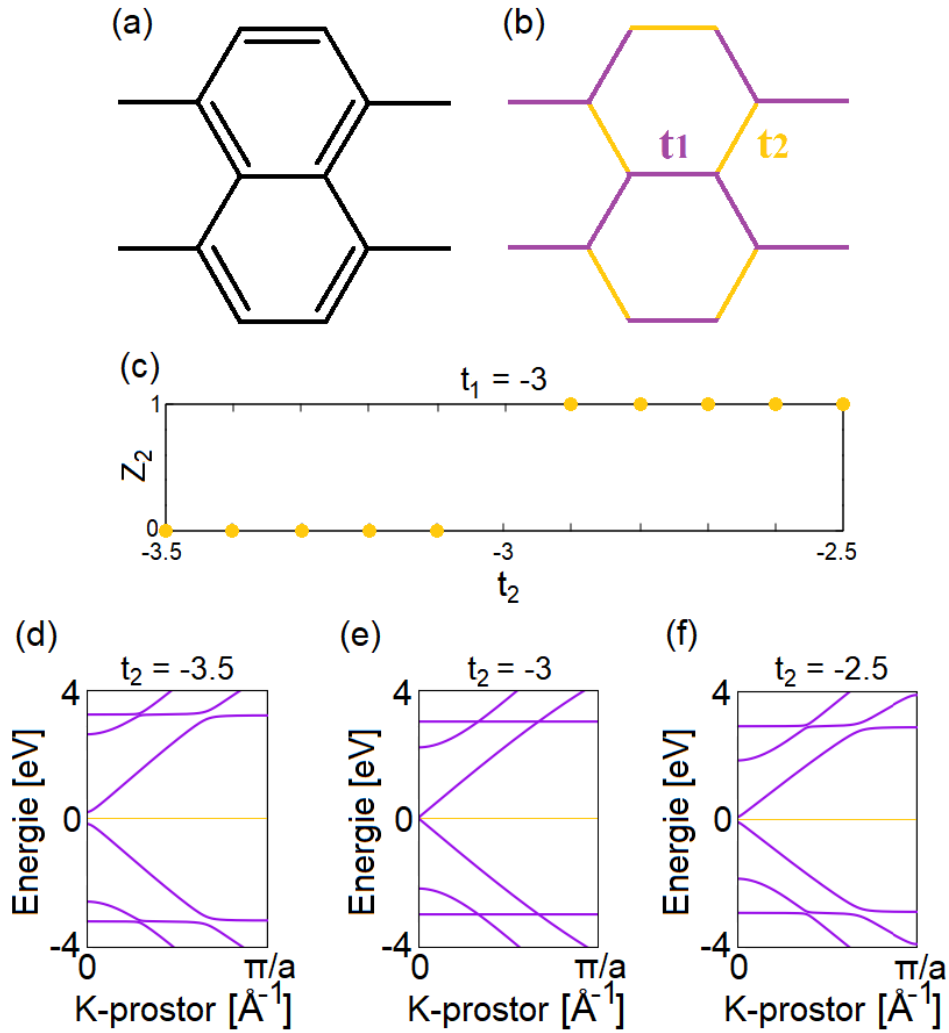 (a)
(b)
t1
t2
(c)
t₁ = -3
1
Z₂
0
-3.5
-3
-2.5
t₂
(d)
(e)
(f)
t₂ = -3.5
t₂ = -3
t₂ = -2.5
4
0
-4
Energie [eV]
0
π/a
K-prostor [Å⁻¹]
4
0
-4
Energie [eV]
0
π/a
K-prostor [Å⁻¹]
4
0
-4
Energie [eV]
0
π/a
K-prostor [Å⁻¹]